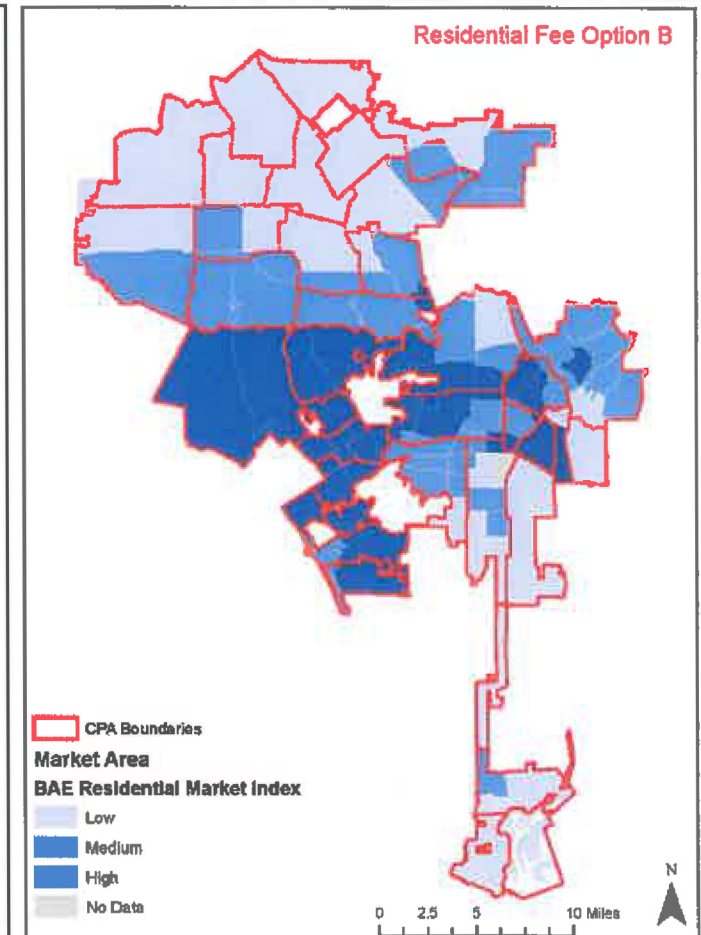 Residential Fee Option B
CPA Boundaries
Market Area
BAE Residential Market Index
Low
Medium
High
No Data
N
0 2.5 5 10 Miles